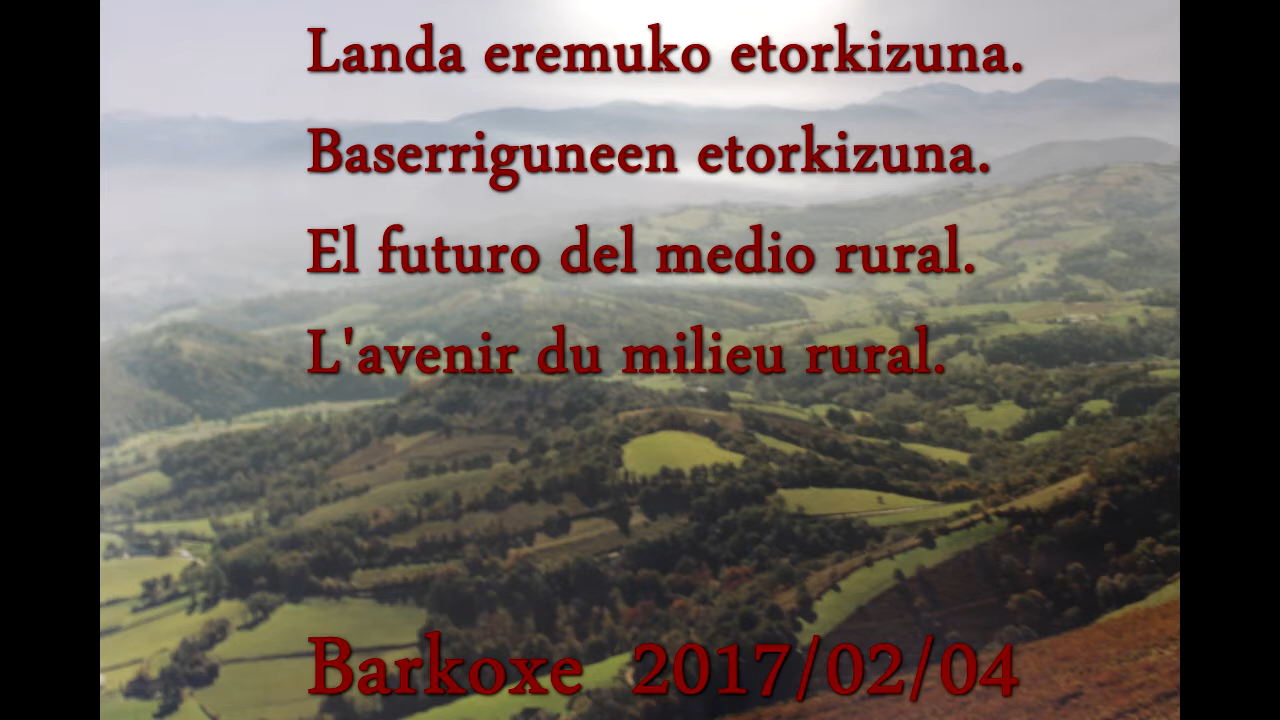 Landa eremuko etorkizuna.
Baserriguneen etorkizuna.
El futuro del medio rural.
L'avenir du milieu rural.
Barkoxe 2017/02/04